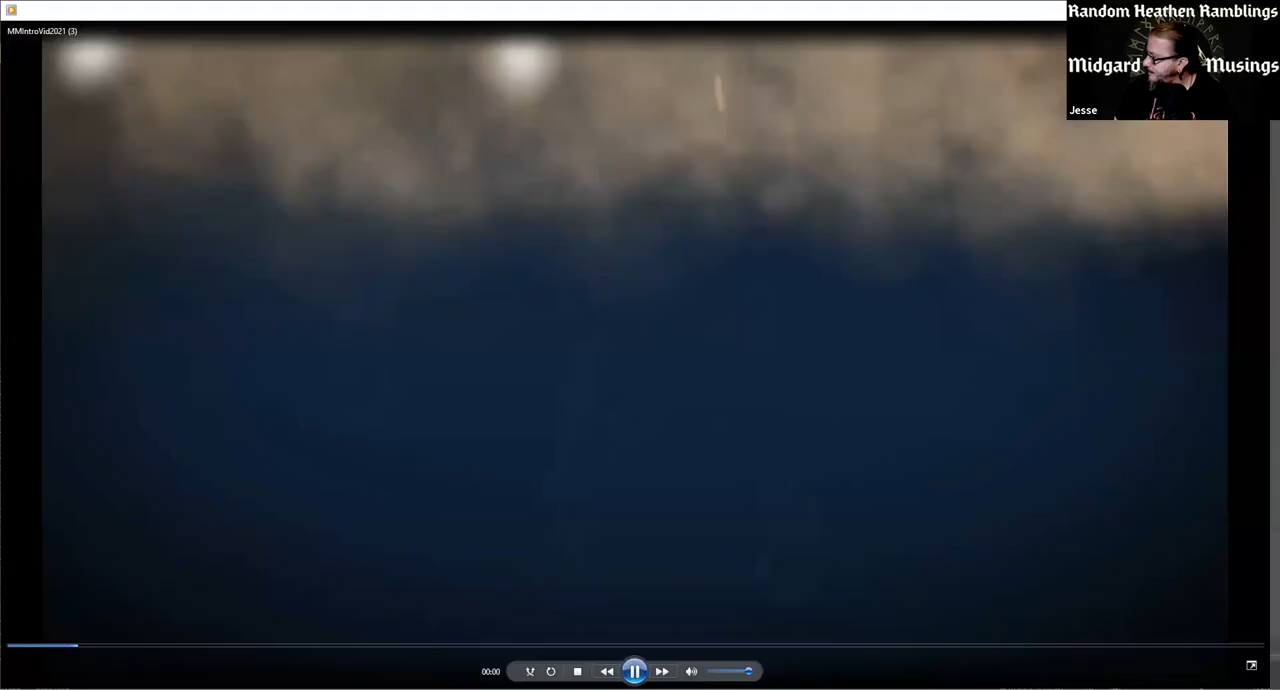 MMIntroVid2021 (3)
Random Heathen Ramblings
Midgard Musings
Jesse
00:00